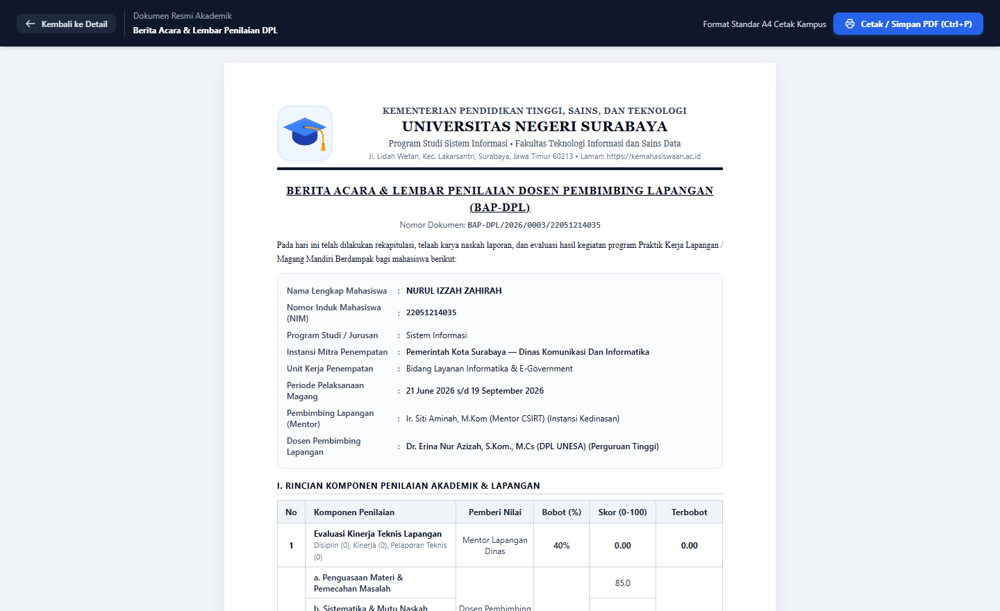 Kembali ke Detail
Dokumen Resmi Akademik
Berita Acara & Lembar Penilaian DPL
Format Standar A4 Cetak Kampus
Cetak / Simpan PDF (Ctrl+P)
KEMENTERIAN PENDIDIKAN TINGGI, SAINS, DAN TEKNOLOGI
UNIVERSITAS NEGERI SURABAYA
Program Studi Sistem Informasi • Fakultas Teknologi Informasi dan Sains Data
Jl. Lidah Wetan, Kec. Lakarsantri, Surabaya, Jawa Timur 60213 • Laman: https://kemahasiswaan.ac.id
BERITA ACARA & LEMBAR PENILAIAN DOSEN PEMBIMBING LAPANGAN
(BAP-DPL)
Nomor Dokumen: BAP-DPL/2026/0003/22051214035
Pada hari ini telah dilakukan rekapitulasi, telaah karya naskah laporan, dan evaluasi hasil kegiatan program Praktik Kerja Lapangan /
Magang Mandiri Berdampak bagi mahasiswa berikut:
Nama Lengkap Mahasiswa : NURUL IZZAH ZAHIRAH
Nomor Induk Mahasiswa
(NIM) : 22051214035
Program Studi / Jurusan : Sistem Informasi
Instansi Mitra Penempatan : Pemerintah Kota Surabaya — Dinas Komunikasi Dan Informatika
Unit Kerja Penempatan : Bidang Layanan Informatika & E-Government
Periode Pelaksanaan
Magang : 21 June 2026 s/d 19 September 2026
Pembimbing Lapangan
(Mentor) : Ir. Siti Aminah, M.Kom (Mentor CSIRT) (Instansi Kedinasan)
Dosen Pembimbing
Lapangan : Dr. Erina Nur Azizah, S.Kom., M.Cs (DPL UNESA) (Perguruan Tinggi)
I. RINCIAN KOMPONEN PENILAIAN AKADEMIK & LAPANGAN
No Komponen Penilaian Pemberi Nilai Bobot (%) Skor (0-100) Terbobot
1 Evaluasi Kinerja Teknis Lapangan
Disiplin (0), Kinerja (0), Pelaporan Teknis
(0)
Mentor Lapangan
Dinas
40% 0.00 0.00
a. Penguasaan Materi &
Pemecahan Masalah
85.0
b. Sistematika & Mutu Naskah
Dosen Pembimbing